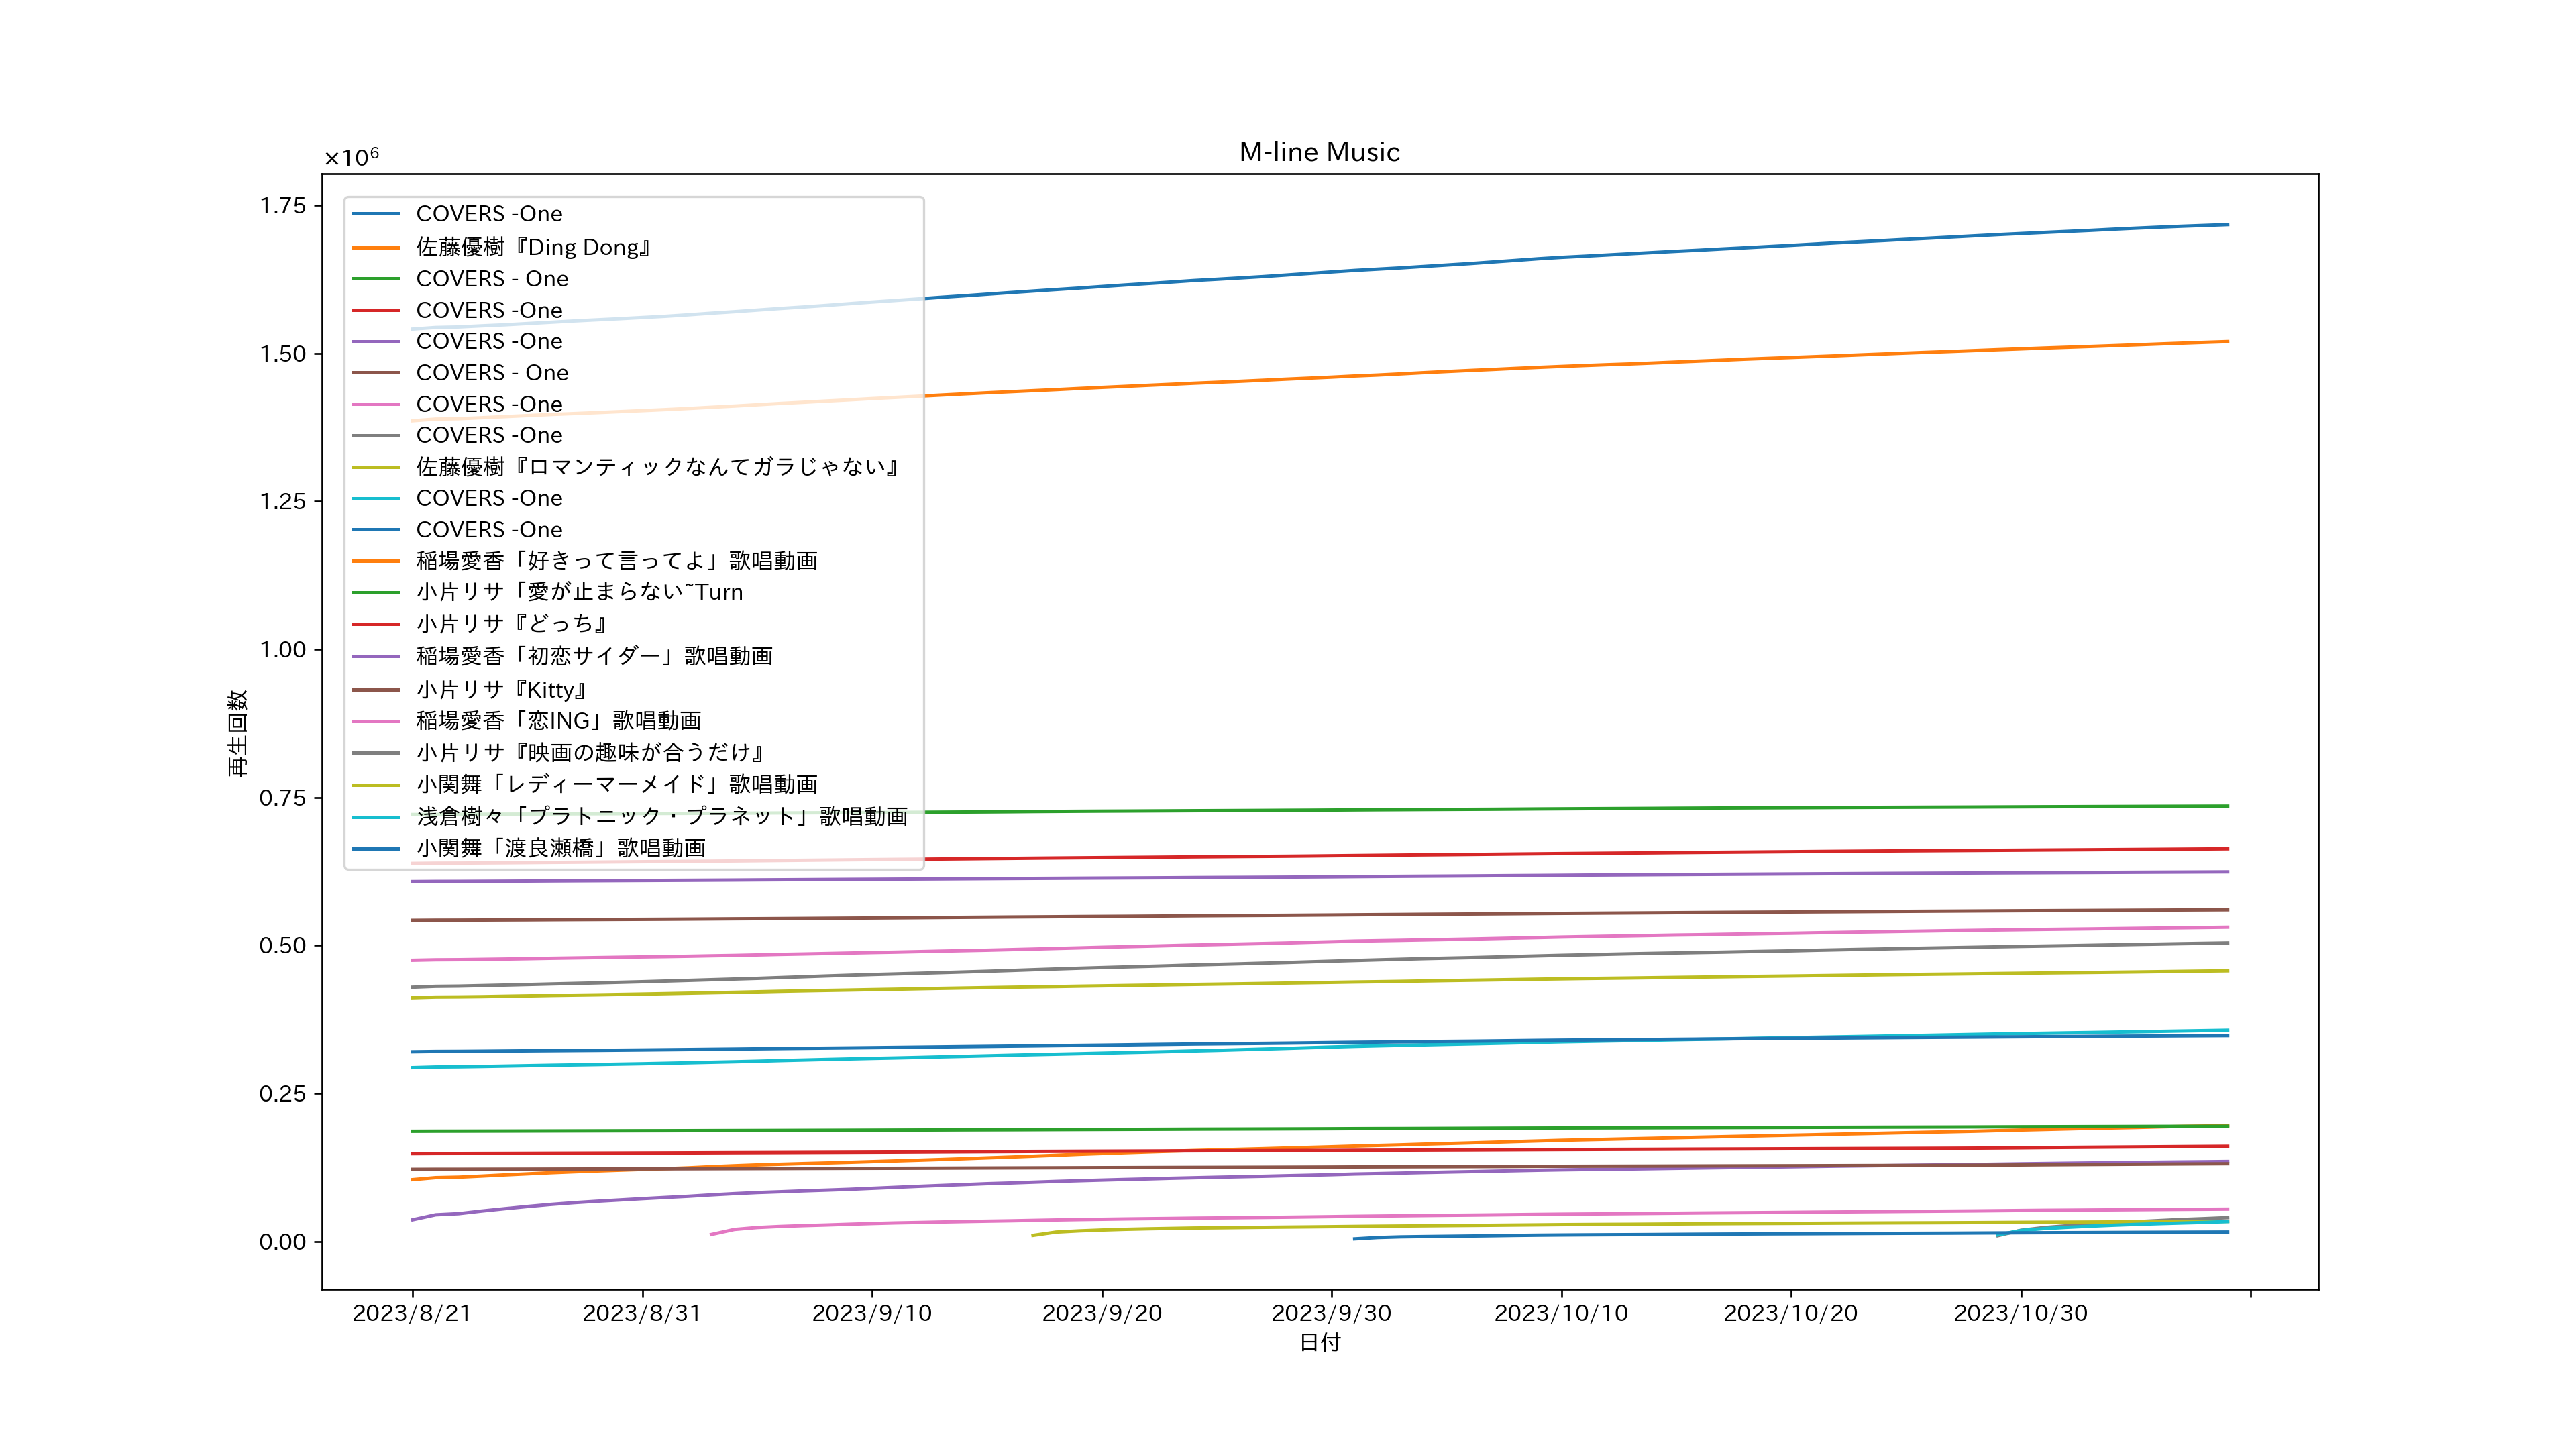 M-line Music
×10⁶
1.75
1.50
1.25
1.00
0.75
0.50
0.25
0.00
再生回数
COVERS -One
佐藤優樹『Ding Dong』
COVERS - One
COVERS -One
COVERS -One
COVERS - One
COVERS -One
COVERS -One
佐藤優樹『ロマンティックなんてガラじゃない』
COVERS -One
COVERS -One
稲場愛香「好きって言ってよ」歌唱動画
小片リサ「愛が止まらない~Turn
小片リサ『どっち』
稲場愛香「初恋サイダー」歌唱動画
小片リサ『Kitty』
稲場愛香「恋ING」歌唱動画
小片リサ『映画の趣味が合うだけ』
小関舞「レディーマーメイド」歌唱動画
浅倉樹々「プラトニック・プラネット」歌唱動画
小関舞「渡良瀬橋」歌唱動画
2023/8/21
2023/8/31
2023/9/10
2023/9/20
2023/9/30
2023/10/10
2023/10/20
2023/10/30
日付